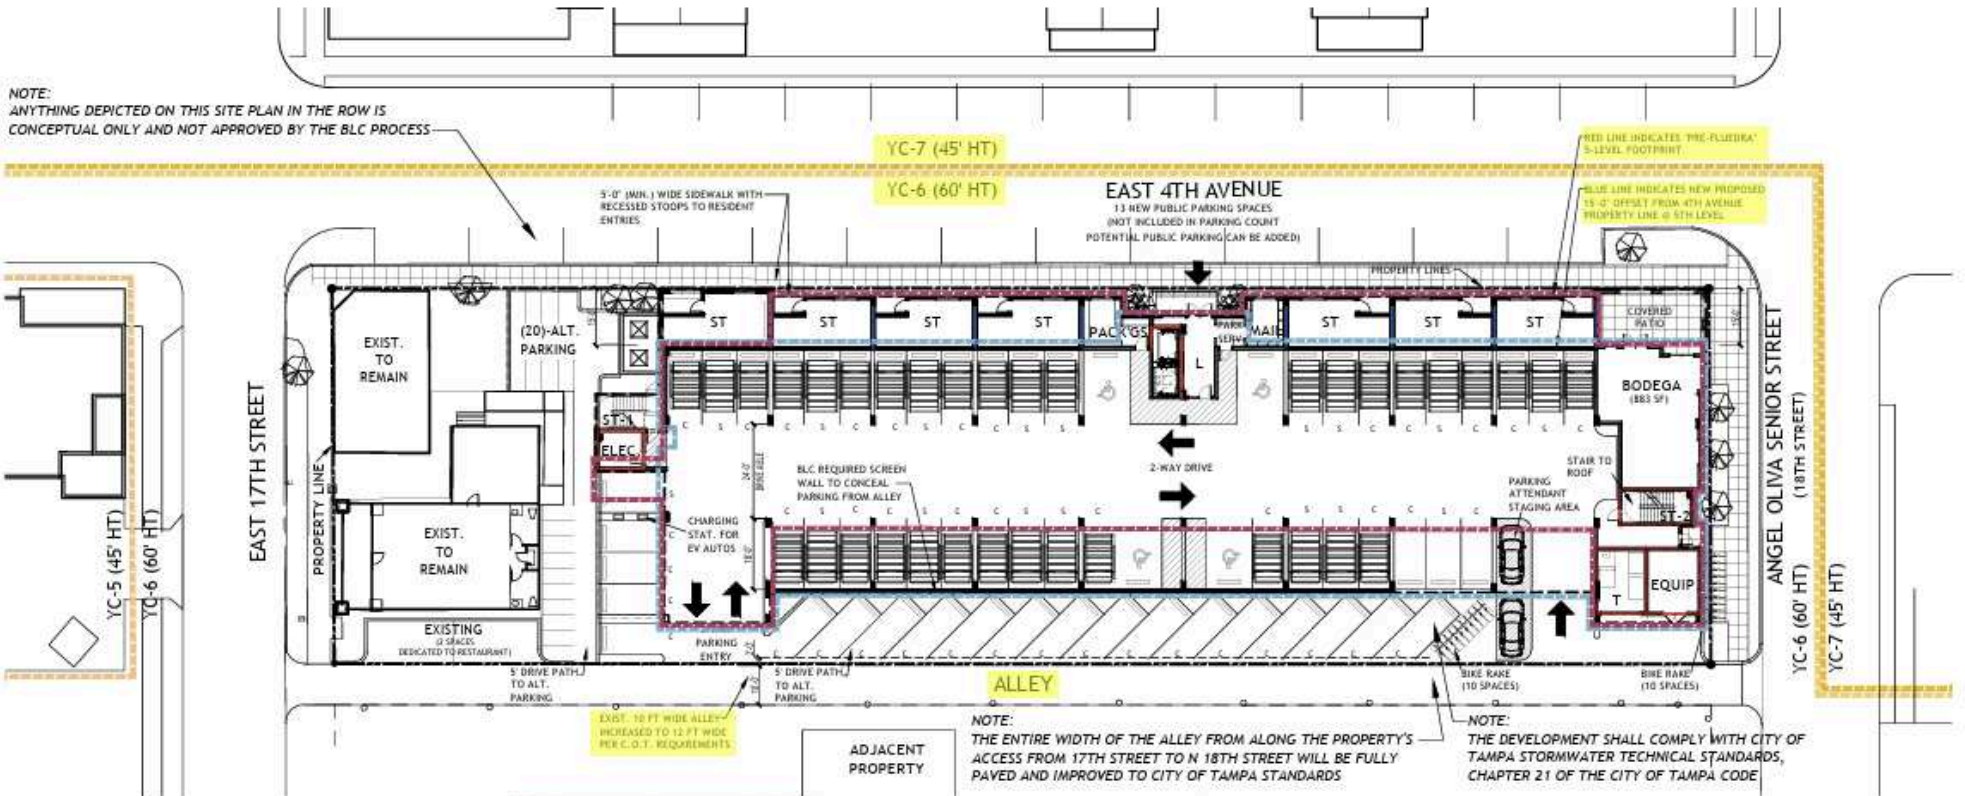 NOTE:
ANYTHING DEPICTED ON THIS SITE PLAN IN THE ROW IS
CONCEPTUAL ONLY AND NOT APPROVED BY THE BLC PROCESS
YC-7 (45' HT)
YC-6 (60' HT)
RED LINE INDICATES 'PRE-FLUEDRA'
5-LEVEL FOOTPRINT
BLUE LINE INDICATES NEW PROPOSED
15'-0" OFFSET FROM 4TH AVENUE
PROPERTY LINE @ 5TH LEVEL
5'-0" (MIN.) WIDE SIDEWALK WITH
RECESSED STOOPS TO RESIDENT
ENTRIES
EAST 4TH AVENUE
13 NEW PUBLIC PARKING SPACES
(NOT INCLUDED IN PARKING COUNT
POTENTIAL PUBLIC PARKING CAN BE ADDED)
PROPERTY LINES
EXIST.
TO
REMAIN
(20)-ALT.
PARKING
ST
ST
ST
ST
PACK'GS
MAIL
ST
ST
ST
COVERED
PATIO
L
BODEGA
(883 SF)
ST-1
ELEC.
C S C C S C C S C C S C
S S C C S C C S C
24'-0"
DRIVE AISLE
BLC REQUIRED SCREEN
WALL TO CONCEAL
PARKING FROM ALLEY
2-WAY DRIVE
STAIR TO
ROOF
PARKING
ATTENDANT
STAGING AREA
ST-2
CHARGING
STAT. FOR
EV AUTOS
18'-0"
EXIST.
TO
REMAIN
T
EQUIP
EAST 17TH STREET
PROPERTY LINE
ANGEL OLIVA SENIOR STREET
(18TH STREET)
YC-5 (45' HT)
YC-6 (60' HT)
YC-6 (60' HT)
YC-7 (45' HT)
EXISTING
(3 SPACES
DEDICATED TO RESTAURANT)
PARKING
ENTRY
5' DRIVE PATH
TO ALT.
PARKING
5' DRIVE PATH
TO ALT.
PARKING
ALLEY
BIKE RAKE
(10 SPACES)
BIKE RAKE
(10 SPACES)
EXIST. 10 FT WIDE ALLEY
INCREASED TO 12 FT WIDE
PER C.O.T. REQUIREMENTS
ADJACENT
PROPERTY
NOTE:
THE ENTIRE WIDTH OF THE ALLEY FROM ALONG THE PROPERTY'S
ACCESS FROM 17TH STREET TO N 18TH STREET WILL BE FULLY
PAVED AND IMPROVED TO CITY OF TAMPA STANDARDS
NOTE:
THE DEVELOPMENT SHALL COMPLY WITH CITY OF
TAMPA STORMWATER TECHNICAL STANDARDS,
CHAPTER 21 OF THE CITY OF TAMPA CODE